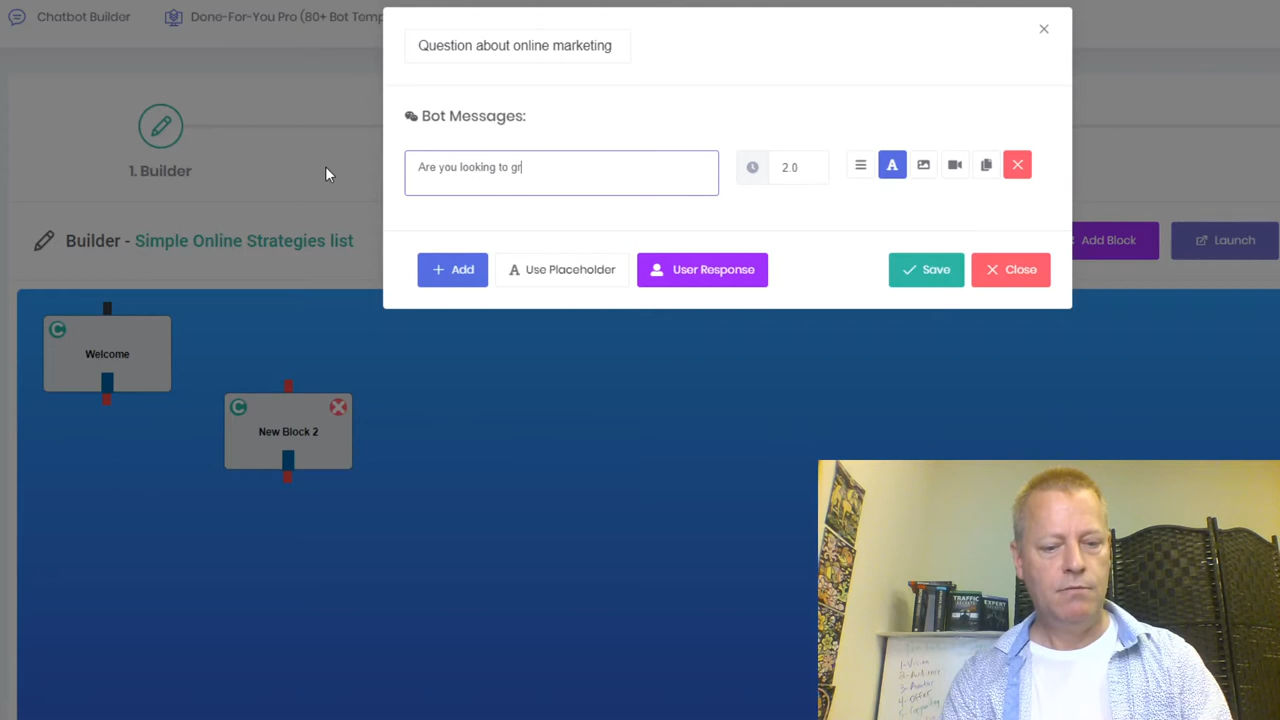 Chatbot Builder
Done-For-You Pro (80+ Bot Temp
Question about online marketing
Bot Messages:
Are you looking to gr
2.0
A
+ Add
A Use Placeholder
User Response
Save
Close
1. Builder
Builder - Simple Online Strategies list
Add Block
Launch
C
Welcome
C
New Block 2
TRAFFIC
EXPERT